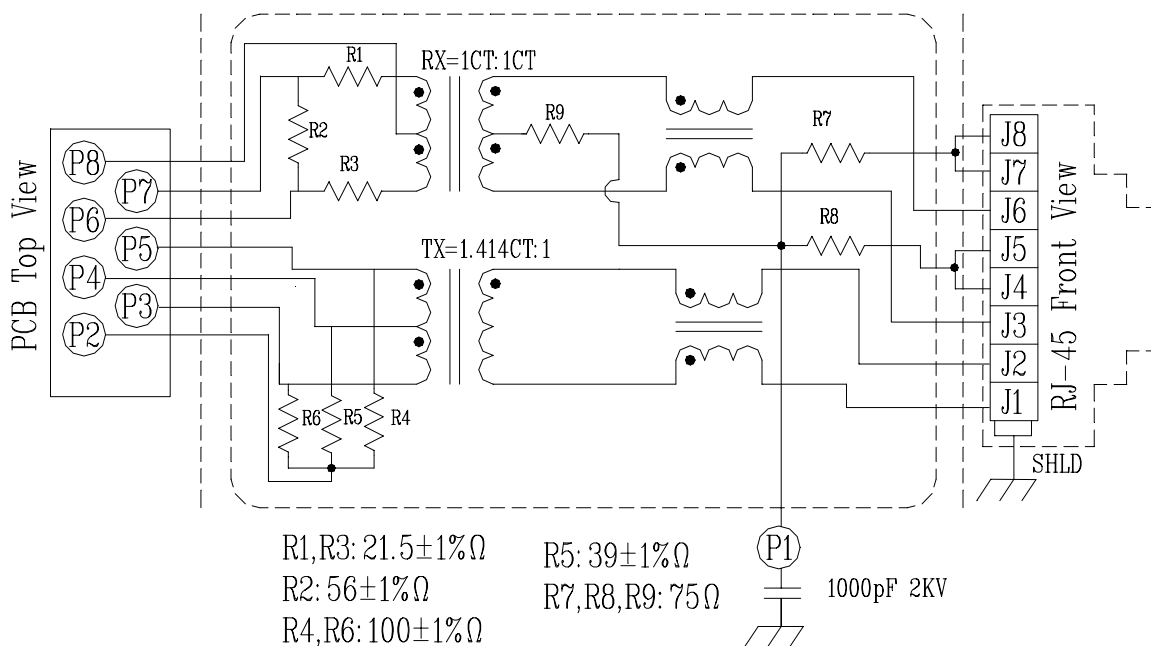 PCB Top View
P8
P7
P6
P5
P4
P3
P2
R1
R2
R3
RX=1CT:1CT
R9
R7
R8
TX=1.414CT:1
R6
R5
R4
J8
J7
J6
J5
J4
J3
J2
J1
RJ-45 Front View
SHLD
R1,R3: 21.5±1%Ω
R2: 56±1%Ω
R4,R6: 100±1%Ω
R5: 39±1%Ω
R7,R8,R9: 75Ω
P1
1000pF 2KV